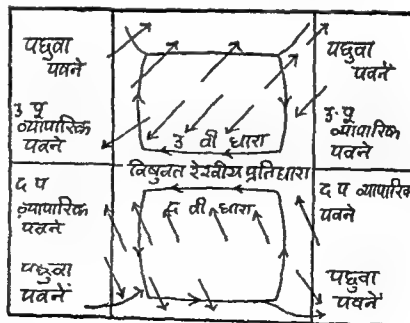 पछुवा
पवने
पछुवा
पवनें
उ पू
व्यापारिक
पवने
उ वी धारा
उ. पू
व्यापारिक
पवने
विषुवत रेखीय प्रतिधारा
द प
व्यापारिक
पवने
द वी धारा
द प व्यापारिक
पवने
पछुवा
पवनें
पछुवा
पवनें